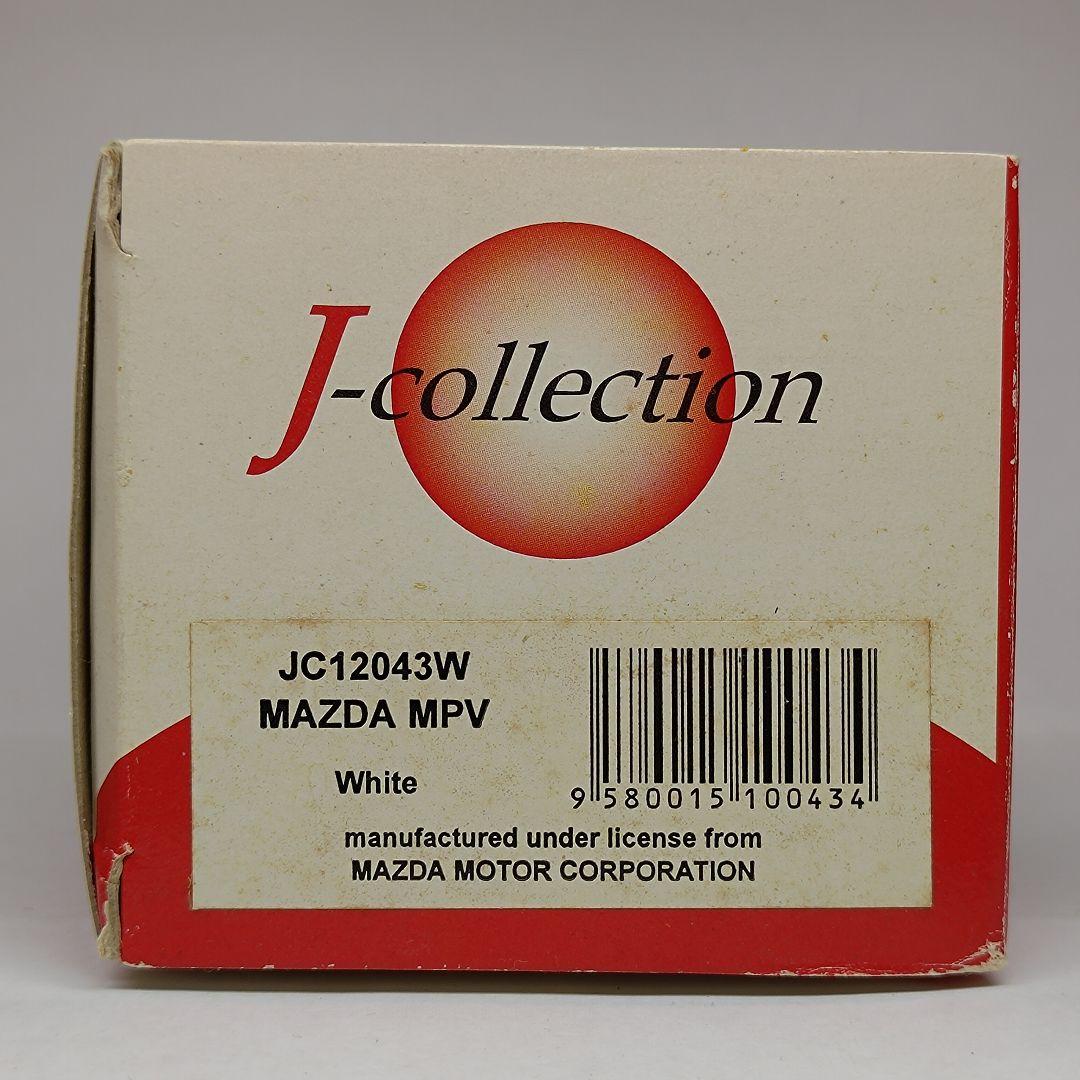 J-collection
JC12043W
MAZDA MPV
White
9 580015 100434
manufactured under license from
MAZDA MOTOR CORPORATION